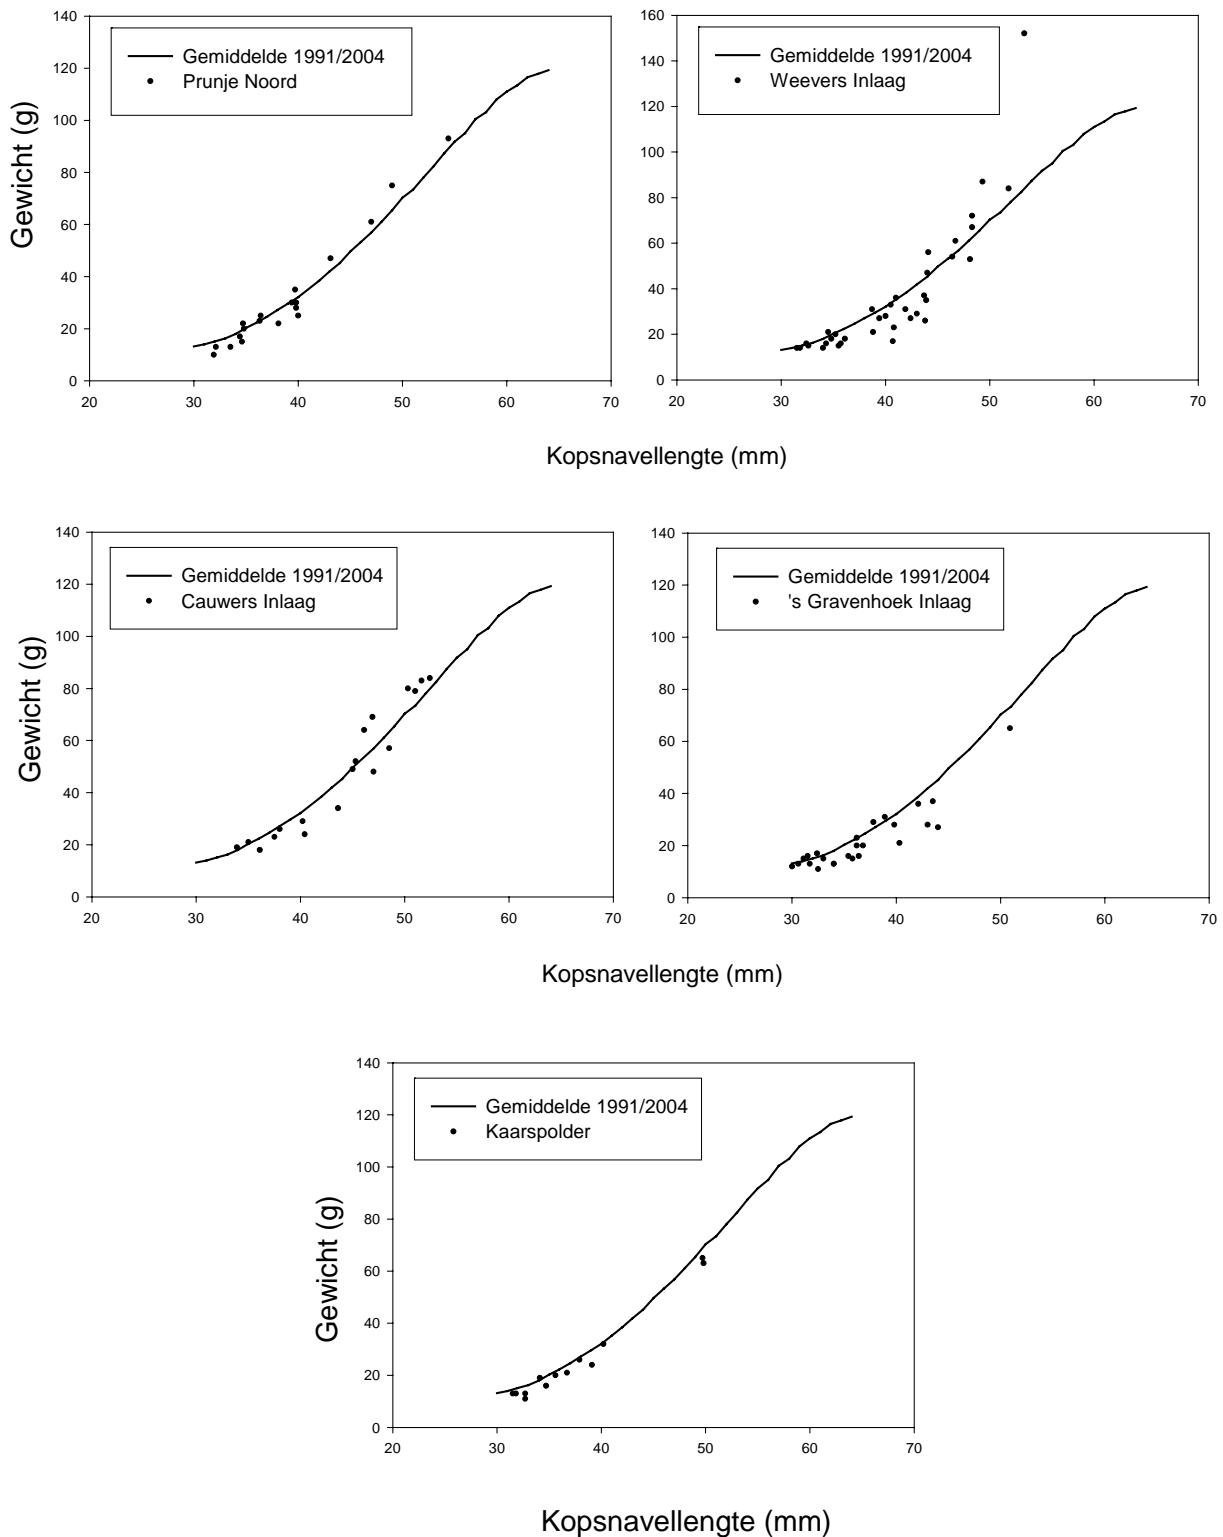 Gewicht (g)
140
120
100
80
60
40
20
0
Gemiddelde 1991/2004
Prunje Noord
20 30 40 50 60 70
160
140
120
100
80
60
40
20
0
Gemiddelde 1991/2004
Weevers Inlaag
20 30 40 50 60 70
Kopsnavellengte (mm)
Gewicht (g)
140
120
100
80
60
40
20
0
Gemiddelde 1991/2004
Cauwers Inlaag
20 30 40 50 60 70
140
120
100
80
60
40
20
0
Gemiddelde 1991/2004
's Gravenhoek Inlaag
20 30 40 50 60 70
Kopsnavellengte (mm)
Gewicht (g)
140
120
100
80
60
40
20
0
Gemiddelde 1991/2004
Kaarspolder
20 30 40 50 60 70
Kopsnavellengte (mm)